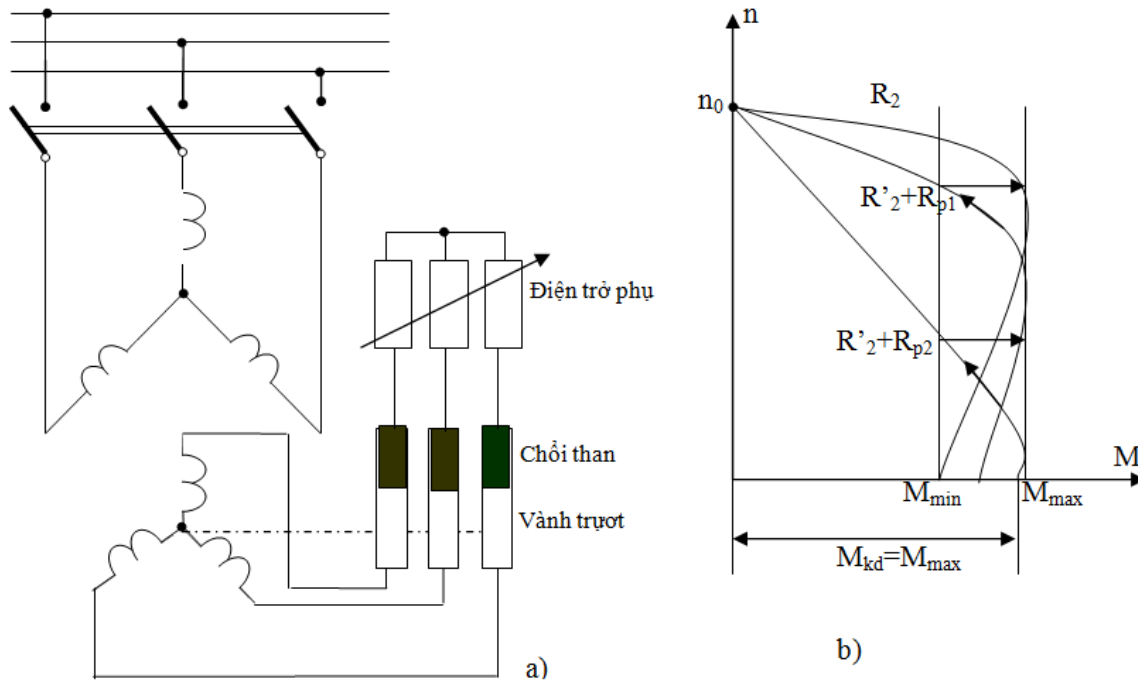 Điện trở phụ
Chổi than
Vành trượt
a)
n
n₀
R₂
R’₂+Rₚ₁
R’₂+Rₚ₂
M
Mmin
Mmax
Mkd=Mmax
b)